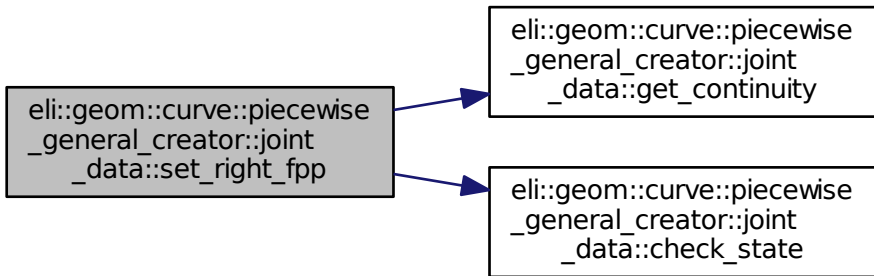 eli::geom::curve::piecewise
_general_creator::joint
_data::set_right_fpp
eli::geom::curve::piecewise
_general_creator::joint
_data::get_continuity
eli::geom::curve::piecewise
_general_creator::joint
_data::check_state